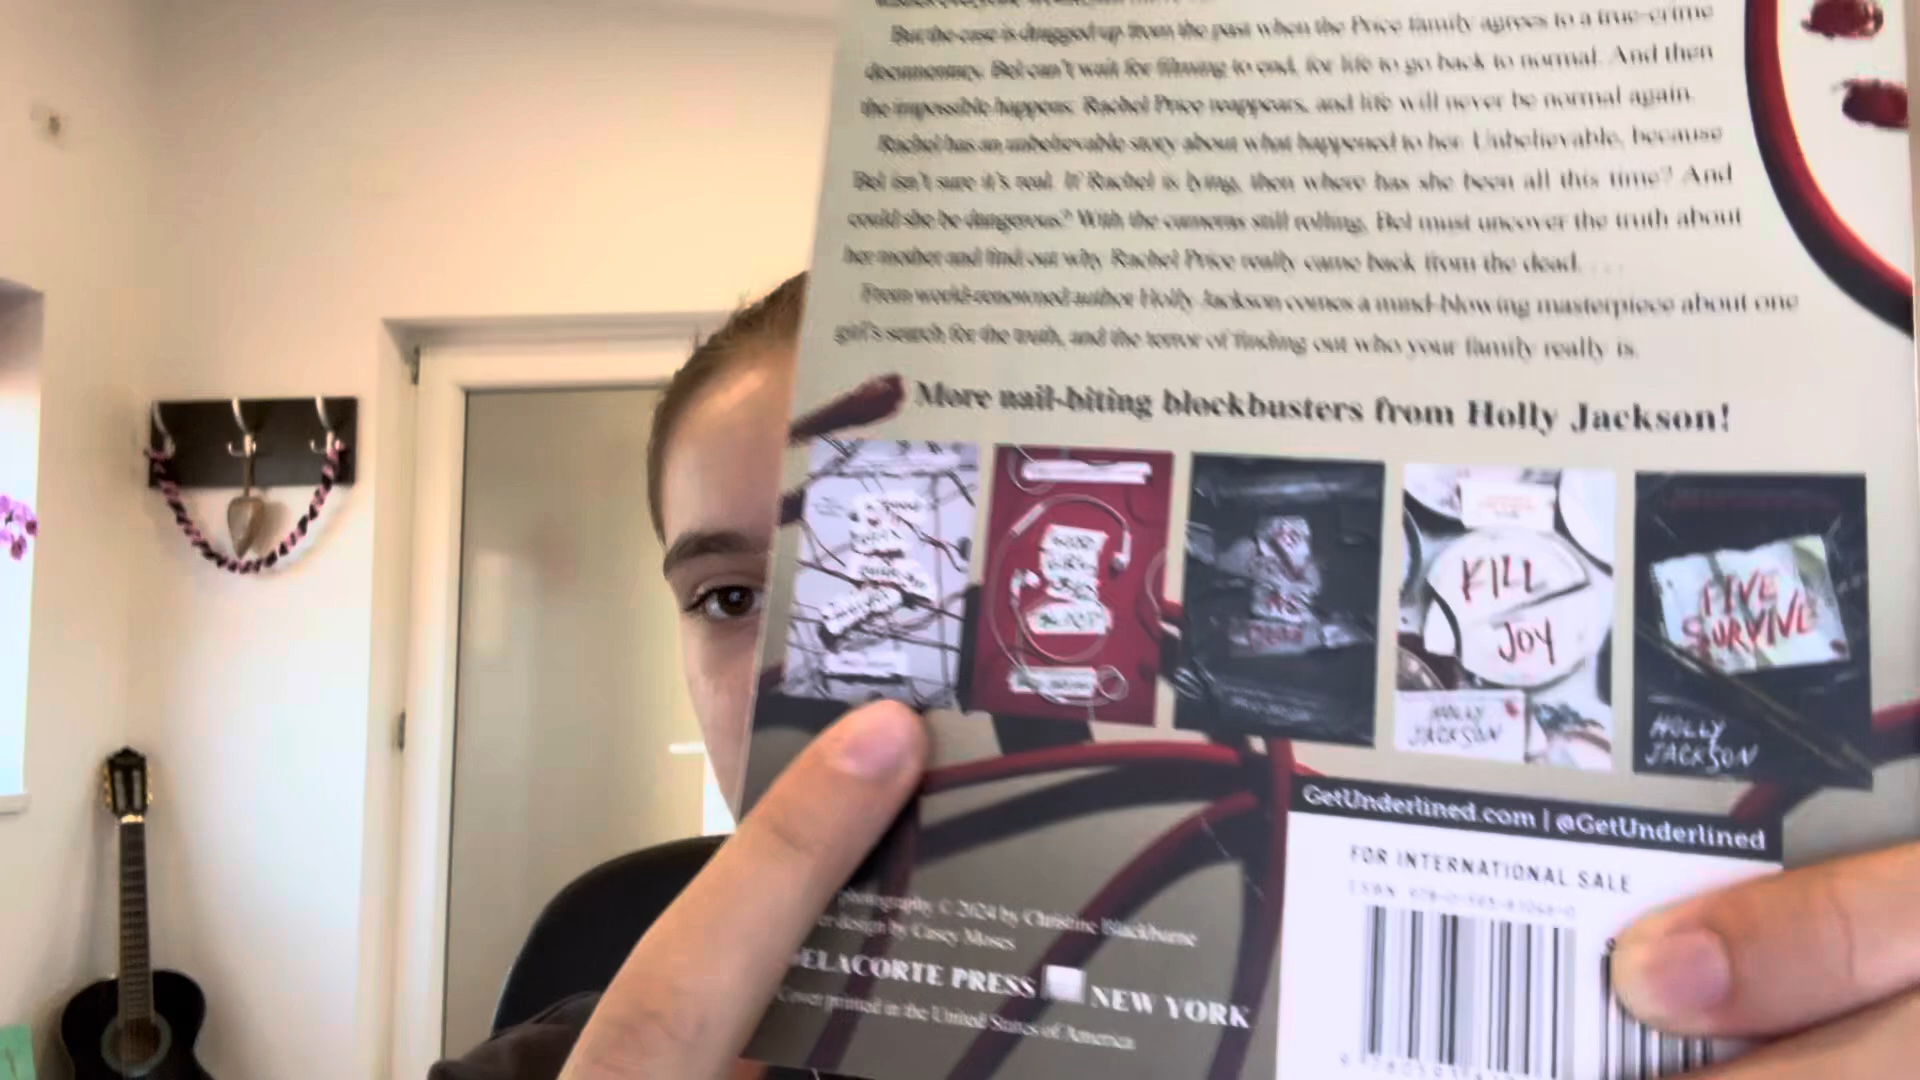 But the case is dragged up from the past when the Price family agrees to a true-crime
documentary. Bel can't wait for filming to end, for life to go back to normal. And then
the impossible happens. Rachel Price reappears, and life will never be normal again.
Rachel has an unbelievable story about what happened to her. Unbelievable, because
Bel isn't sure it's real. If Rachel is lying, then where has she been all this time? And
could she be dangerous? With the cameras still rolling, Bel must uncover the truth about
her mother and find out why Rachel Price really came back from the dead. . . .
From world-renowned author Holly Jackson comes a mind-blowing masterpiece about one
girl's search for the truth, and the terror of finding out who your family really is.
More nail-biting blockbusters from Holly Jackson!
GOOD
GIRL
BAD
BLOOD
KILL
JOY
HOLLY
JACKSON
FIVE
SURVIVE
HOLLY
JACKSON
GetUnderlined.com | @GetUnderlined
FOR INTERNATIONAL SALE
ISBN
photography © 2024 by Christine Blackburne
design by Casey Moses
ELACORTE PRESS NEW YORK
Cover printed in the United States of America